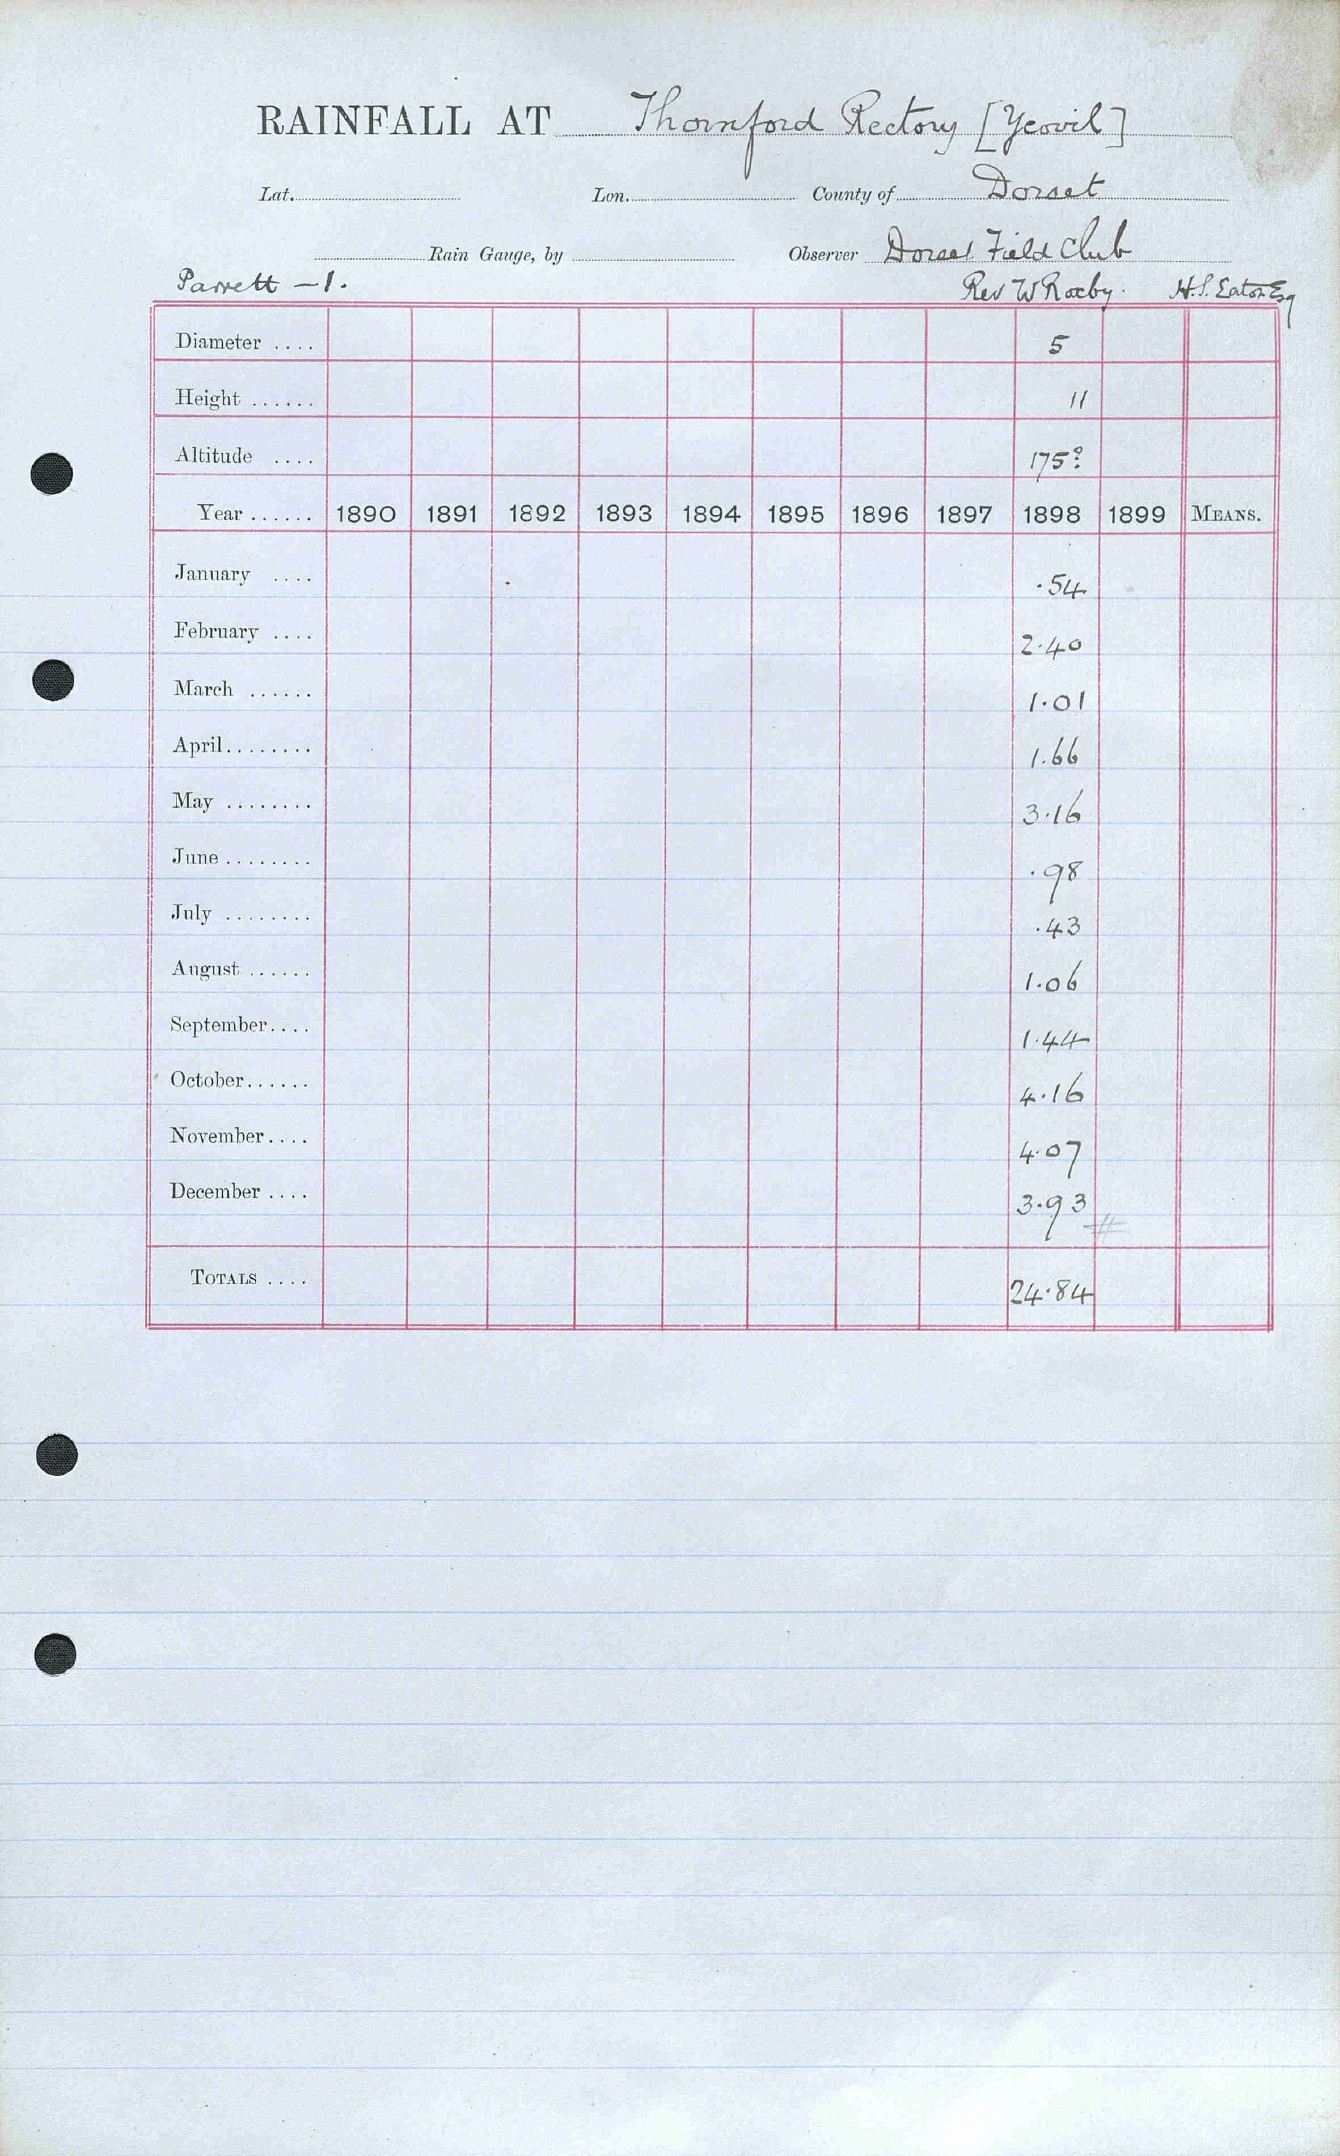 RAINFALL AT Thornford Rectory [Yeovil]
Lat. Lon. County of Dorset
Rain Gauge, by Observer Dorset Field Club
Parrett — 1. Rev W Roxby. H.S. Eaton Esq
Diameter .... 5
Height ...... 11
Altitude .... 175?
Year ...... 1890 1891 1892 1893 1894 1895 1896 1897 1898 1899 MEANS.
January .... .54
February .... 2.40
March ...... 1.01
April........ 1.66
May ........ 3.16
June ........ .98
July ........ .43
August ...... 1.06
September.... 1.44
October...... 4.16
November.... 4.07
December .... 3.93
#
TOTALS .... 24.84